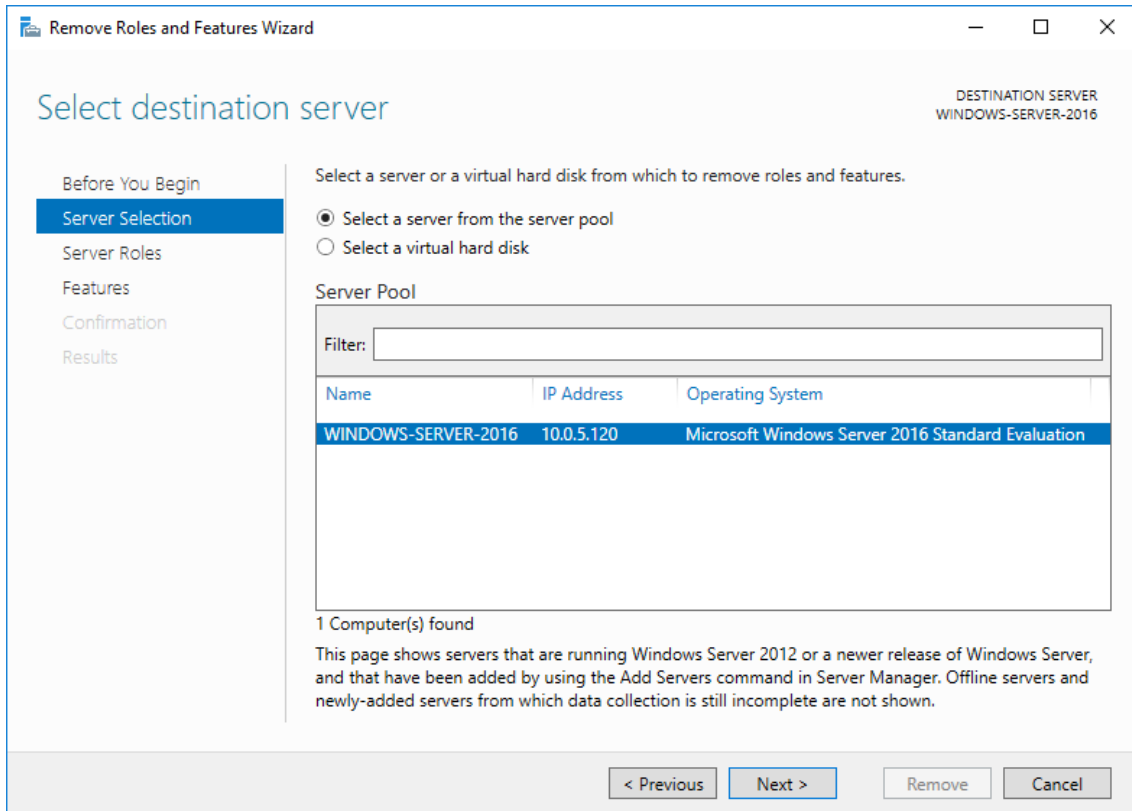 Remove Roles and Features Wizard
Select destination server
DESTINATION SERVER
WINDOWS-SERVER-2016
Before You Begin
Server Selection
Server Roles
Features
Confirmation
Results
Select a server or a virtual hard disk from which to remove roles and features.
Select a server from the server pool
Select a virtual hard disk
Server Pool
Filter:
Name IP Address Operating System
WINDOWS-SERVER-2016 10.0.5.120 Microsoft Windows Server 2016 Standard Evaluation
1 Computer(s) found
This page shows servers that are running Windows Server 2012 or a newer release of Windows Server,
and that have been added by using the Add Servers command in Server Manager. Offline servers and
newly-added servers from which data collection is still incomplete are not shown.
< Previous Next > Remove Cancel